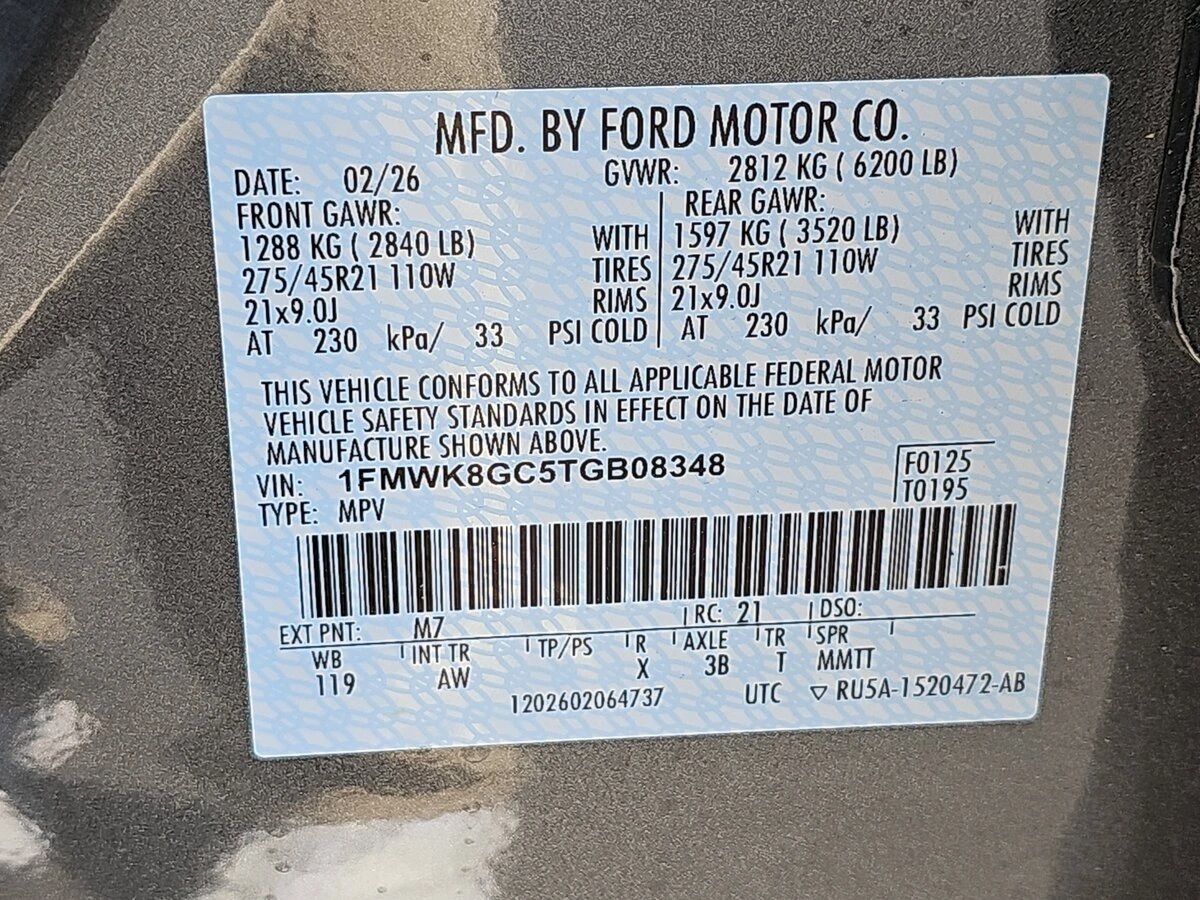 MFD. BY FORD MOTOR CO.
DATE: 02/26 GVWR: 2812 KG ( 6200 LB)
FRONT GAWR: REAR GAWR:
1288 KG ( 2840 LB) WITH 1597 KG ( 3520 LB) WITH
275/45R21 110W TIRES 275/45R21 110W TIRES
21x9.0J RIMS 21x9.0J RIMS
AT 230 kPa/ 33 PSI COLD AT 230 kPa/ 33 PSI COLD
THIS VEHICLE CONFORMS TO ALL APPLICABLE FEDERAL MOTOR
VEHICLE SAFETY STANDARDS IN EFFECT ON THE DATE OF
MANUFACTURE SHOWN ABOVE.
VIN: 1FMWK8GC5TGB08348 F0125
TYPE: MPV T0195
EXT PNT: M7 RC: 21 DSO:
WB INT TR TP/PS R AXLE TR SPR
119 AW X 3B T MMTT
1202602064737 UTC ▽ RU5A-1520472-AB